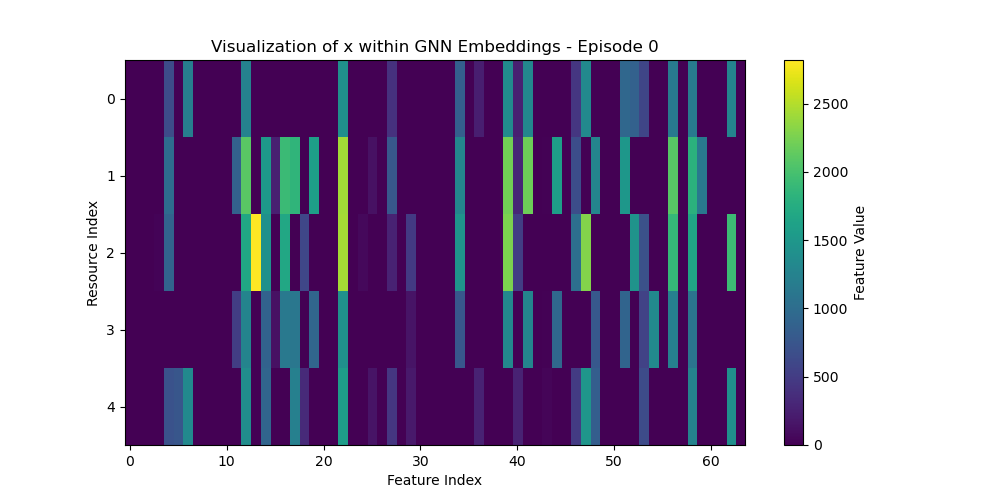 Visualization of x within GNN Embeddings - Episode 0
0
1
2
3
4
Resource Index
0 10 20 30 40 50 60
Feature Index
2500
2000
1500
1000
500
0
Feature Value